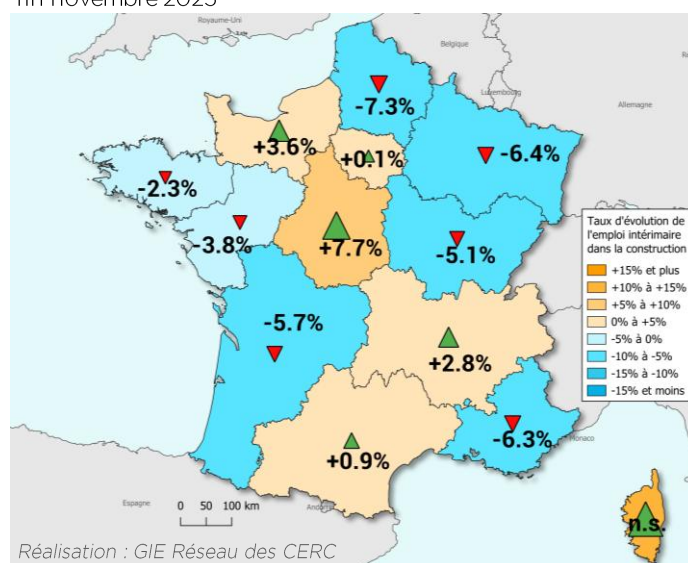 fin novembre 2025
Royaume-Uni
Belgique
Luxembourg
Allemagne
-7.3%
+3.6%
+0.1%
-6.4%
-2.3%
-3.8%
+7.7%
-5.1%
-5.7%
+2.8%
-6.3%
+0.9%
Monaco
Espagne
Andorre
n.s.
Taux d'évolution de
l'emploi intérimaire
dans la construction
+15% et plus
+10% à +15%
+5% à +10%
0% à +5%
-5% à 0%
-10% à -5%
-15% à -10%
-15% et moins
0 50 100 km
Réalisation : GIE Réseau des CERC